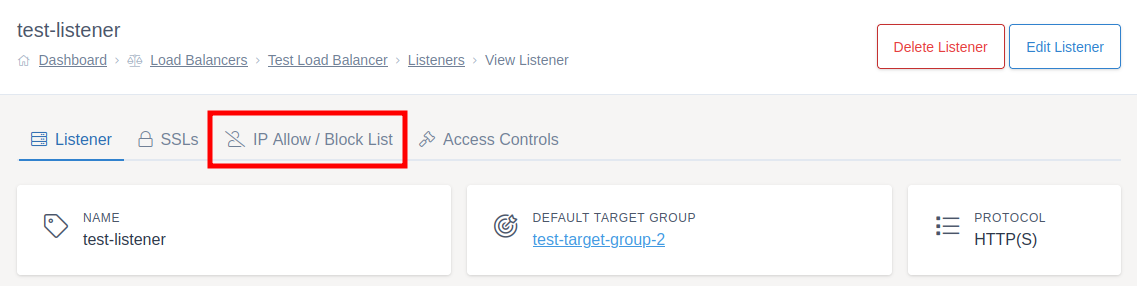 test-listener
Delete Listener Edit Listener
Dashboard › Load Balancers › Test Load Balancer › Listeners › View Listener
Listener SSLs IP Allow / Block List Access Controls
NAME
test-listener
DEFAULT TARGET GROUP
test-target-group-2
PROTOCOL
HTTP(S)